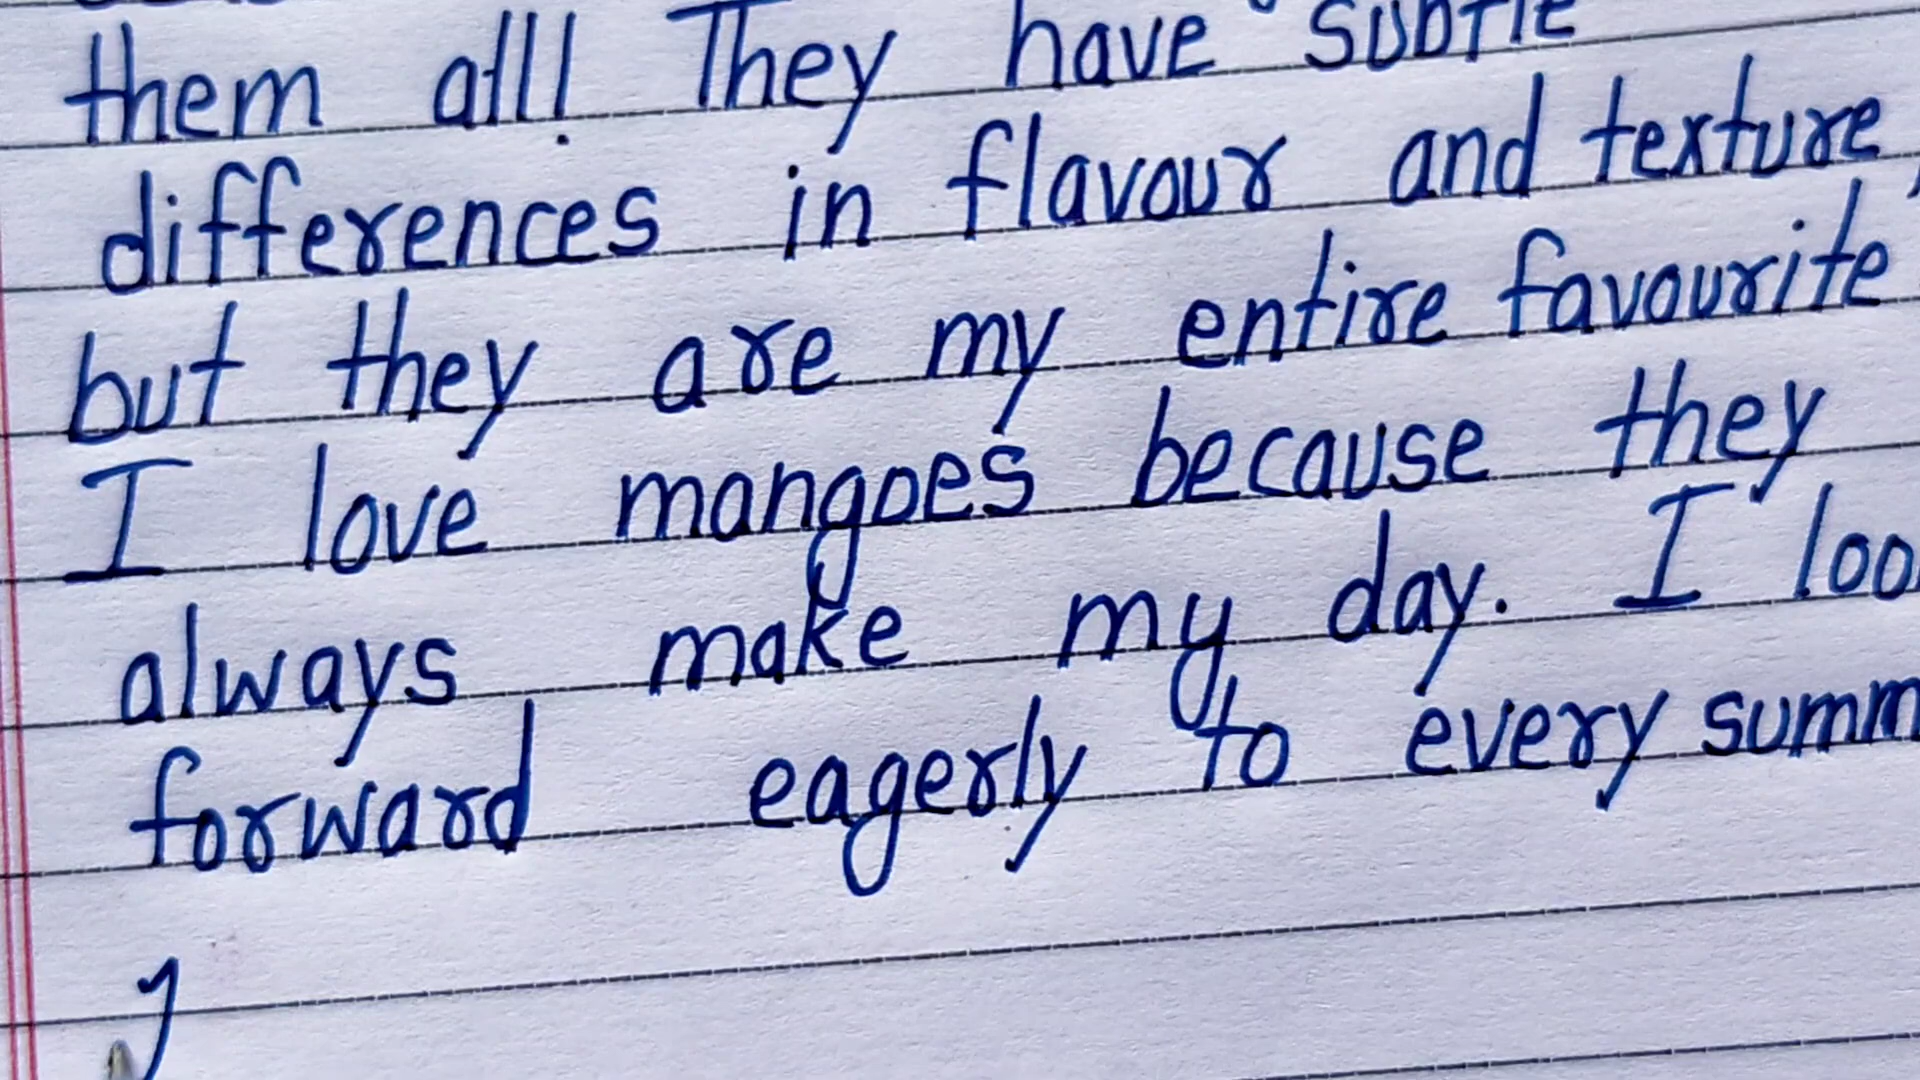 them all! They have subtle
differences in flavour and texture,
but they are my entire favourite
I love mangoes because they
always make my day. I loo
forward eagerly to every summ